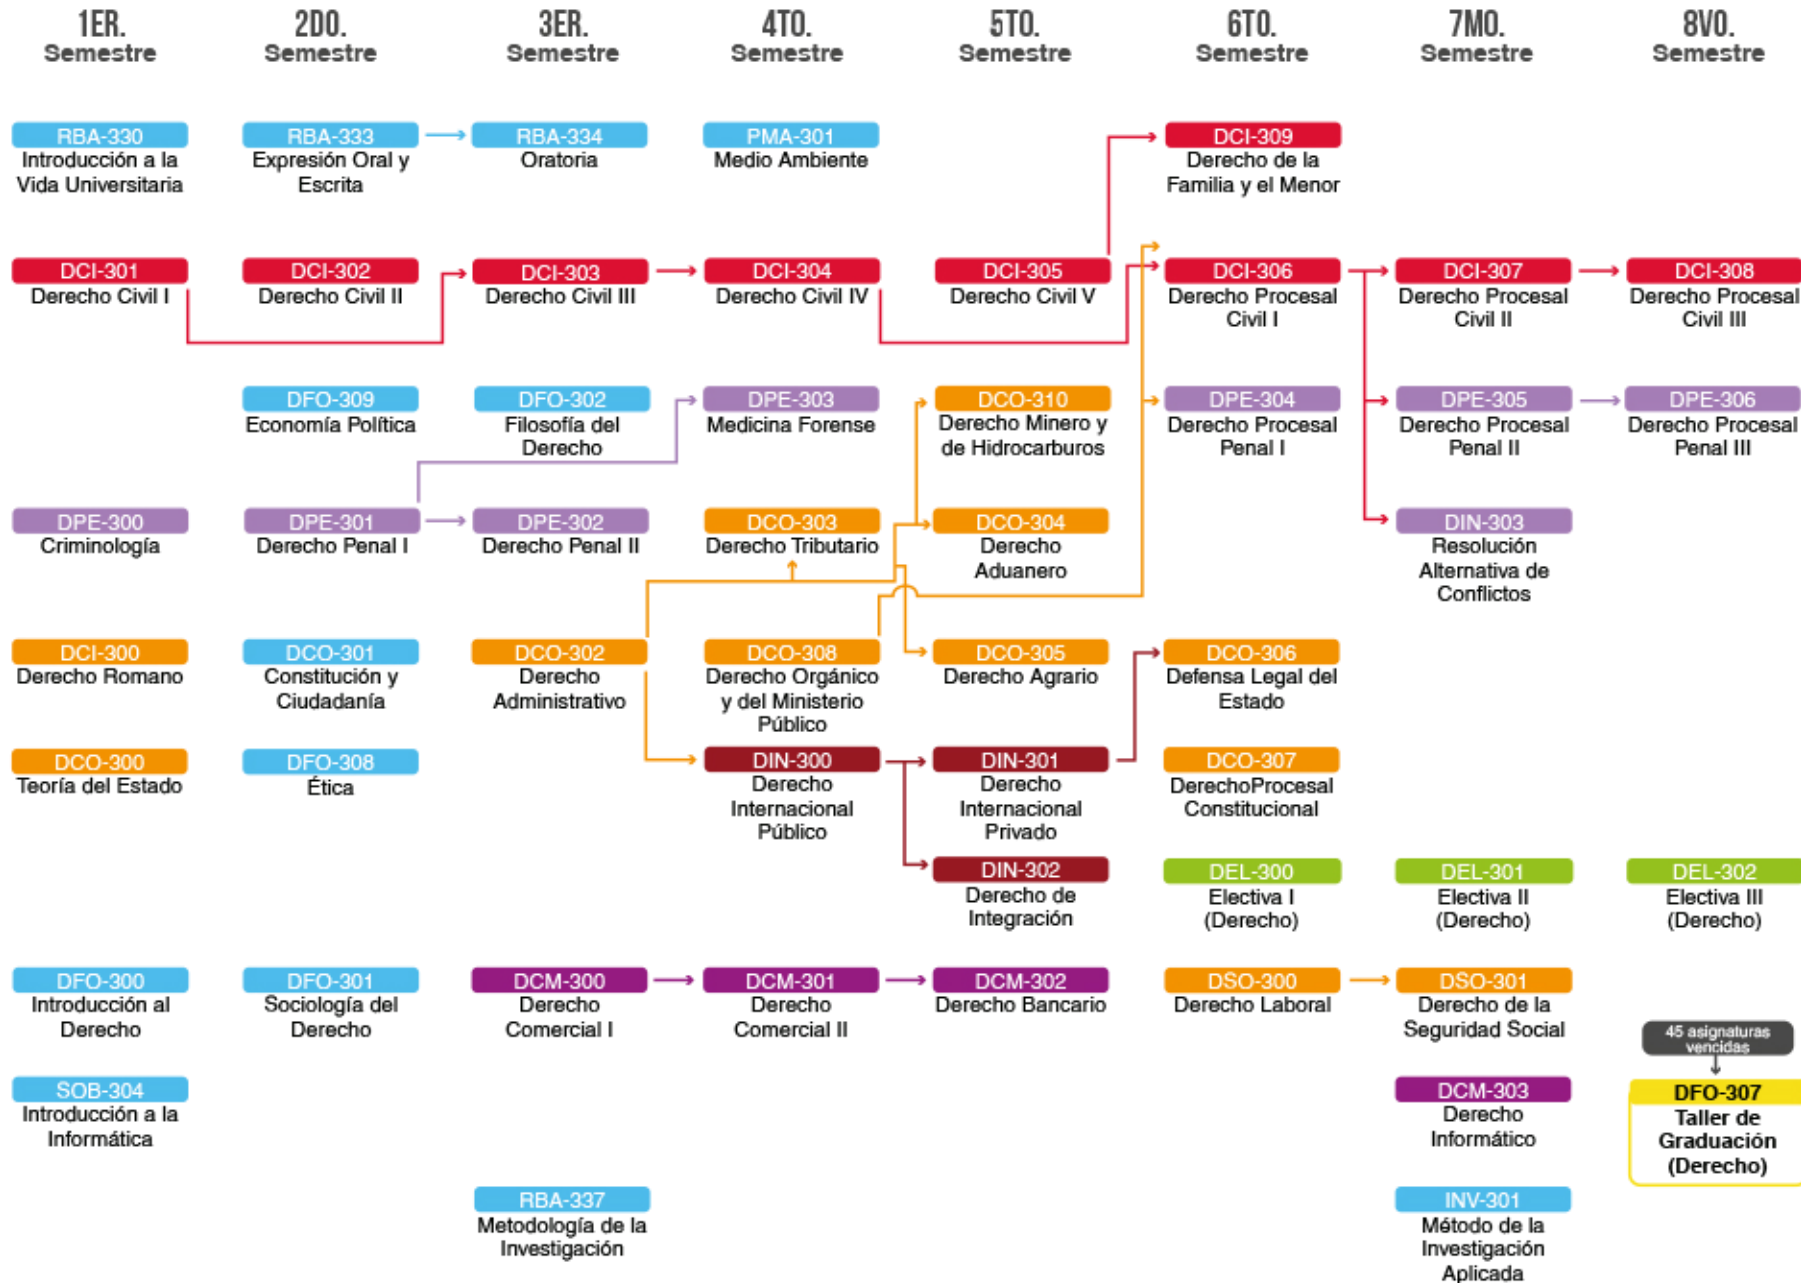 1ER.
Semestre
2DO.
Semestre
3ER.
Semestre
4TO.
Semestre
5TO.
Semestre
6TO.
Semestre
7MO.
Semestre
8VO.
Semestre
RBA-330
Introducción a la
Vida Universitaria
RBA-333
Expresión Oral y
Escrita
RBA-334
Oratoria
PMA-301
Medio Ambiente
DCI-309
Derecho de la
Familia y el Menor
DCI-301
Derecho Civil I
DCI-302
Derecho Civil II
DCI-303
Derecho Civil III
DCI-304
Derecho Civil IV
DCI-305
Derecho Civil V
DCI-306
Derecho Procesal
Civil I
DCI-307
Derecho Procesal
Civil II
DCI-308
Derecho Procesal
Civil III
DFO-309
Economía Política
DFO-302
Filosofía del
Derecho
DPE-303
Medicina Forense
DCO-310
Derecho Minero y
de Hidrocarburos
DPE-304
Derecho Procesal
Penal I
DPE-305
Derecho Procesal
Penal II
DPE-306
Derecho Procesal
Penal III
DPE-300
Criminología
DPE-301
Derecho Penal I
DPE-302
Derecho Penal II
DCO-303
Derecho Tributario
DCO-304
Derecho
Aduanero
DIN-303
Resolución
Alternativa de
Conflictos
DCI-300
Derecho Romano
DCO-301
Constitución y
Ciudadanía
DCO-302
Derecho
Administrativo
DCO-308
Derecho Orgánico
y del Ministerio
Público
DCO-305
Derecho Agrario
DCO-306
Defensa Legal del
Estado
DCO-300
Teoría del Estado
DFO-308
Ética
DIN-300
Derecho
Internacional
Público
DIN-301
Derecho
Internacional
Privado
DCO-307
DerechoProcesal
Constitucional
DIN-302
Derecho de
Integración
DEL-300
Electiva I
(Derecho)
DEL-301
Electiva II
(Derecho)
DEL-302
Electiva III
(Derecho)
DFO-300
Introducción al
Derecho
DFO-301
Sociología del
Derecho
DCM-300
Derecho
Comercial I
DCM-301
Derecho
Comercial II
DCM-302
Derecho Bancario
DSO-300
Derecho Laboral
DSO-301
Derecho de la
Seguridad Social
45 asignaturas
vencidas
SOB-304
Introducción a la
Informática
DCM-303
Derecho
Informático
DFO-307
Taller de
Graduación
(Derecho)
RBA-337
Metodología de la
Investigación
INV-301
Método de la
Investigación
Aplicada